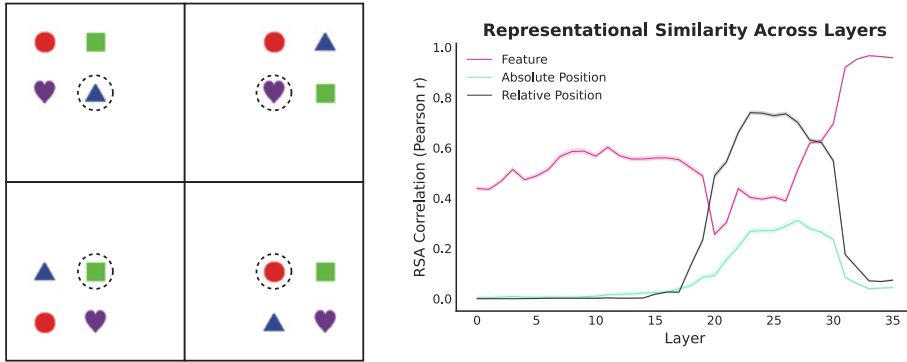 Representational Similarity Across Layers
RSA Correlation (Pearson r)
1.0
0.8
0.6
0.4
0.2
0.0
Feature
Absolute Position
Relative Position
0 5 10 15 20 25 30 35
Layer